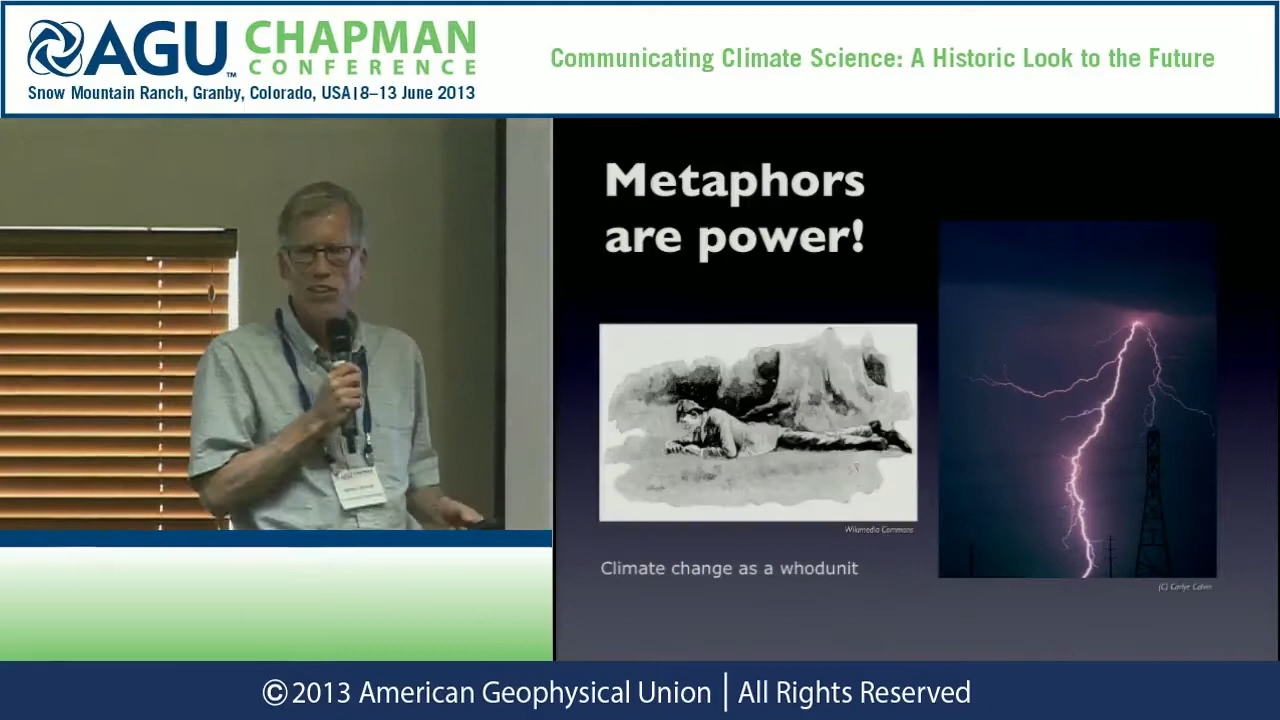 AGU CHAPMAN
CONFERENCE
™
Snow Mountain Ranch, Granby, Colorado, USA|8–13 June 2013
Communicating Climate Science: A Historic Look to the Future
Metaphors
are power!
Wikimedia Commons
Climate change as a whodunit
(C) Carlye Calvin
©2013 American Geophysical Union | All Rights Reserved